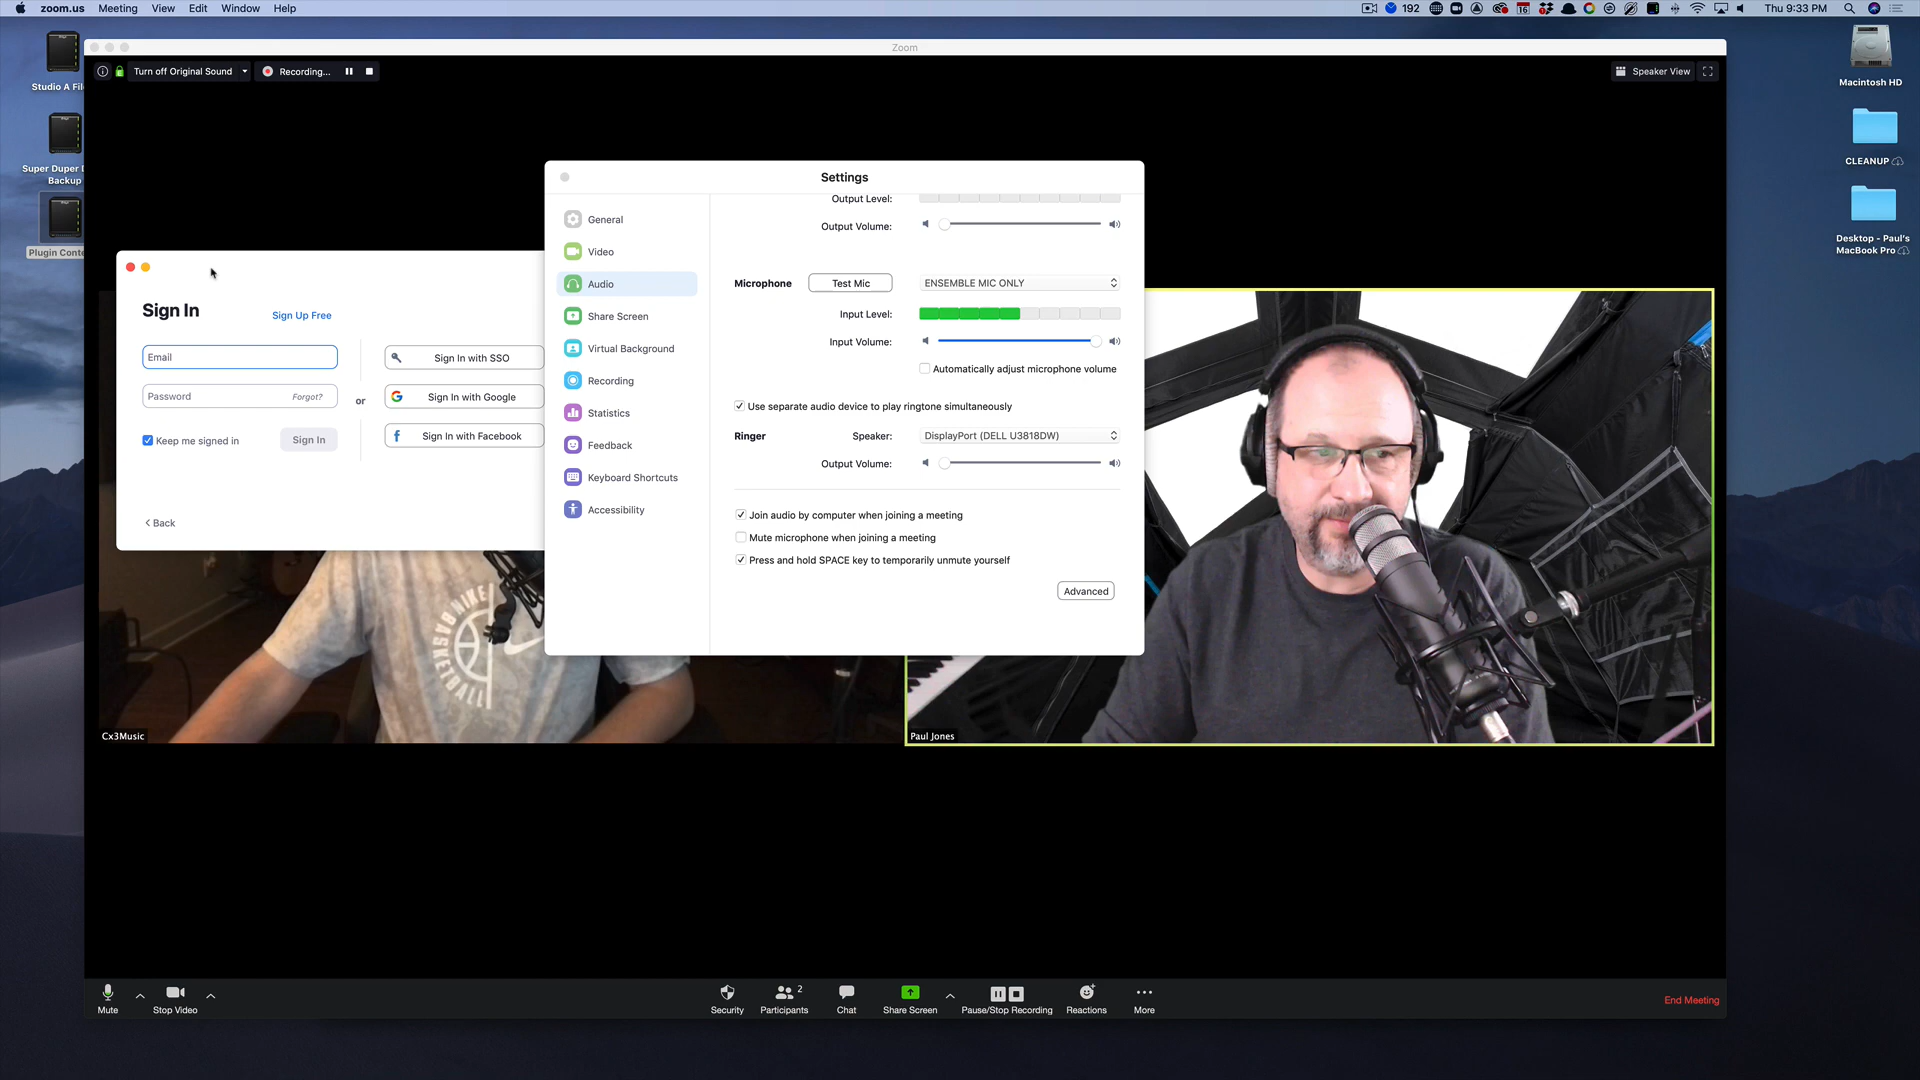 zoom.us Meeting View Edit Window Help
192
16
Thu 9:33 PM
Zoom
Turn off Original Sound
Recording...
Speaker View
Studio A
Super Duper
Backup
Macintosh HD
CLEANUP
Desktop - Paul's
MacBook Pro
Sign In
Sign Up Free
Email
Password
Forgot?
Keep me signed in
Sign In
or
Sign In with SSO
Sign In with Google
Sign In with Facebook
Back
Settings
General
Video
Audio
Share Screen
Virtual Background
Recording
Statistics
Feedback
Keyboard Shortcuts
Accessibility
Output Level:
Output Volume:
Microphone
Test Mic
ENSEMBLE MIC ONLY
Input Level:
Input Volume:
Automatically adjust microphone volume
Use separate audio device to play ringtone simultaneously
Ringer
Speaker:
DisplayPort (DELL U3818DW)
Output Volume:
Join audio by computer when joining a meeting
Mute microphone when joining a meeting
Press and hold SPACE key to temporarily unmute yourself
Advanced
NIKE
BASKETBALL
Cx3Music
Paul Jones
Mute
Stop Video
Security
2
Participants
Chat
Share Screen
Pause/Stop Recording
Reactions
More
End Meeting